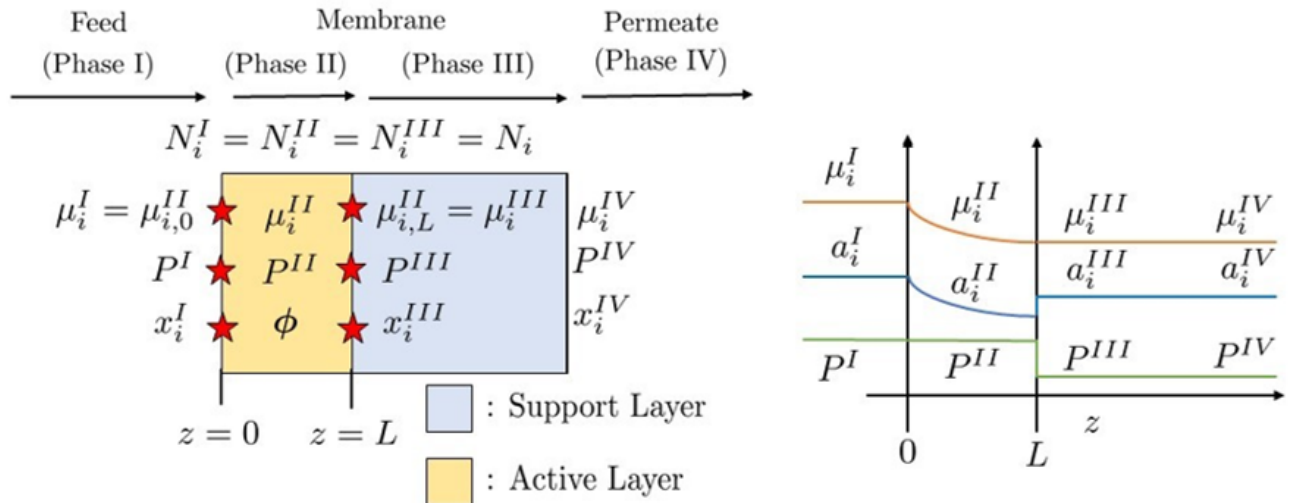 Feed Membrane Permeate
(Phase I) (Phase II) (Phase III) (Phase IV)
N_i^I = N_i^{II} = N_i^{III} = N_i
μ_i^I = μ_{i,0}^{II} μ_i^{II} μ_{i,L}^{II} = μ_i^{III} μ_i^{IV}
P^I P^{II} P^{III} P^{IV}
x_i^I ϕ x_i^{III} x_i^{IV}
z = 0 z = L
: Support Layer
: Active Layer
μ_i^I μ_i^{II} μ_i^{III} μ_i^{IV}
a_i^I a_i^{II} a_i^{III} a_i^{IV}
P^I P^{II} P^{III} P^{IV}
0 L z